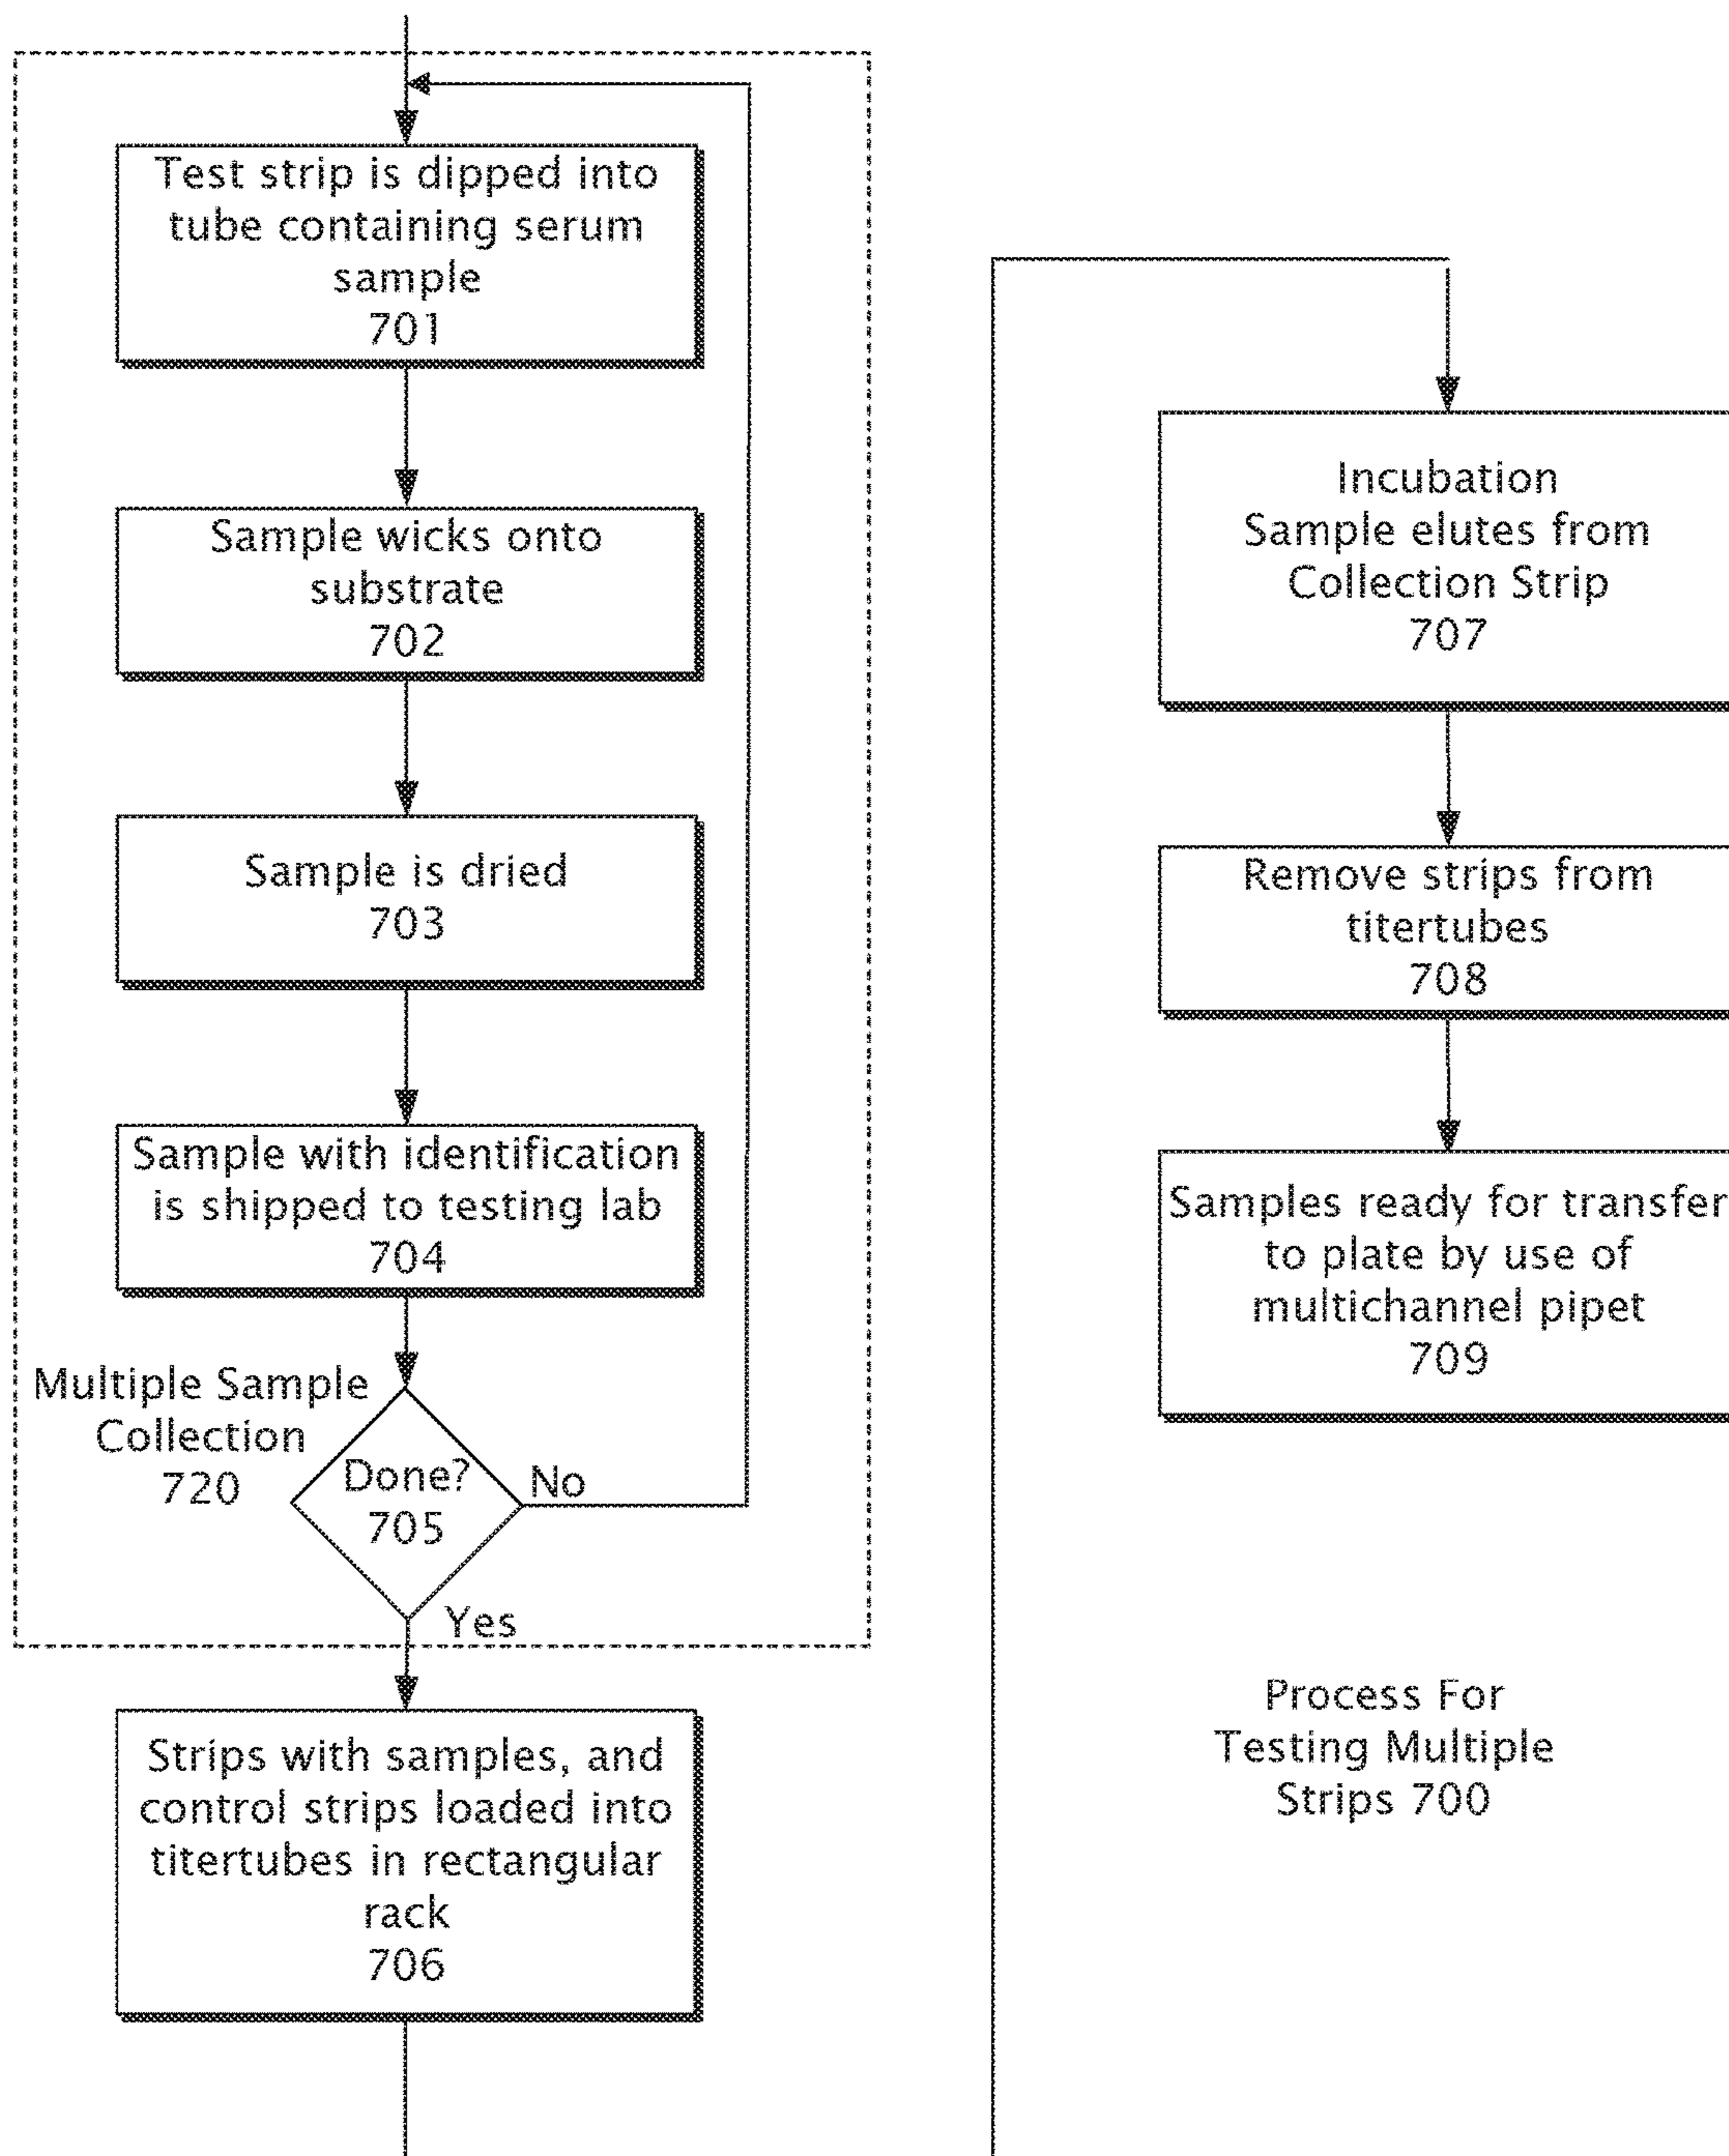 Test strip is dipped into
tube containing serum
sample
701
Sample wicks onto
substrate
702
Sample is dried
703
Sample with identification
is shipped to testing lab
704
Multiple Sample
Collection
720
Done?
705
No
Yes
Strips with samples, and
control strips loaded into
titertubes in rectangular
rack
706
Incubation
Sample elutes from
Collection Strip
707
Remove strips from
titertubes
708
Samples ready for transfer
to plate by use of
multichannel pipet
709
Process For
Testing Multiple
Strips 700